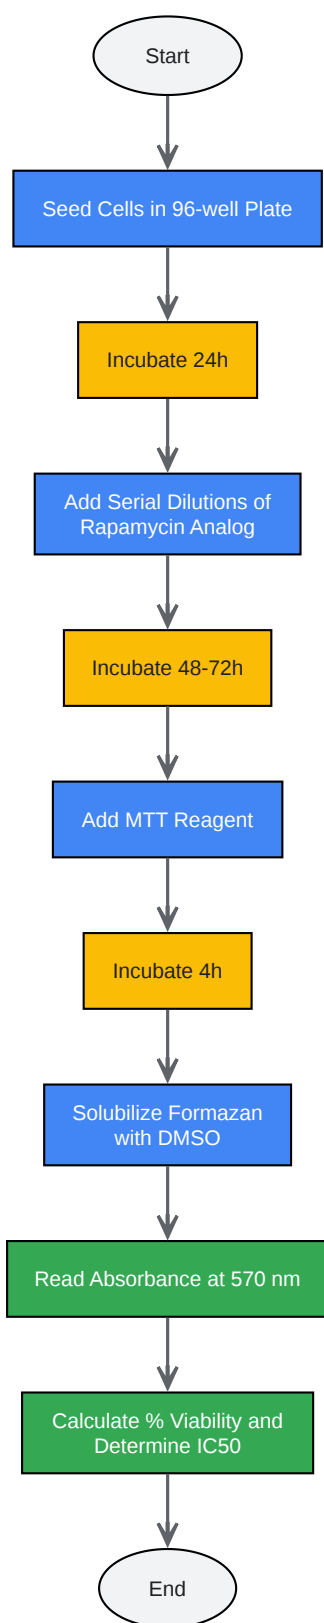 Start
Seed Cells in 96-well Plate
Incubate 24h
Add Serial Dilutions of
Rapamycin Analog
Incubate 48-72h
Add MTT Reagent
Incubate 4h
Solubilize Formazan
with DMSO
Read Absorbance at 570 nm
Calculate % Viability and
Determine IC50
End